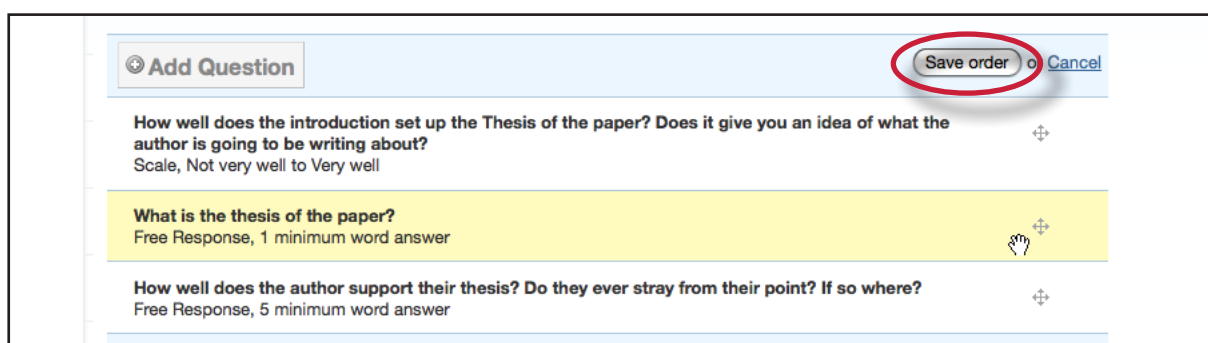 Add Question
Save order or Cancel
How well does the introduction set up the Thesis of the paper? Does it give you an idea of what the
author is going to be writing about?
Scale, Not very well to Very well
What is the thesis of the paper?
Free Response, 1 minimum word answer
How well does the author support their thesis? Do they ever stray from their point? If so where?
Free Response, 5 minimum word answer